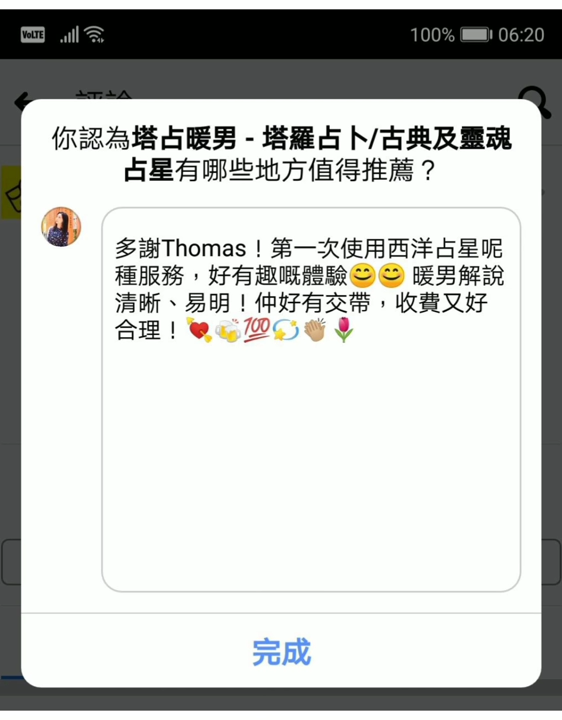 VoLTE 100% 06:20
評論
你認為塔占暖男 - 塔羅占卜/古典及靈魂
占星有哪些地方值得推薦？
多謝Thomas！第一次使用西洋占星呢
種服務，好有趣嘅體驗😊😊 暖男解說
清晰、易明！仲好有交帶，收費又好
合理！💘🍻💯💫👏🏼🌷
完成